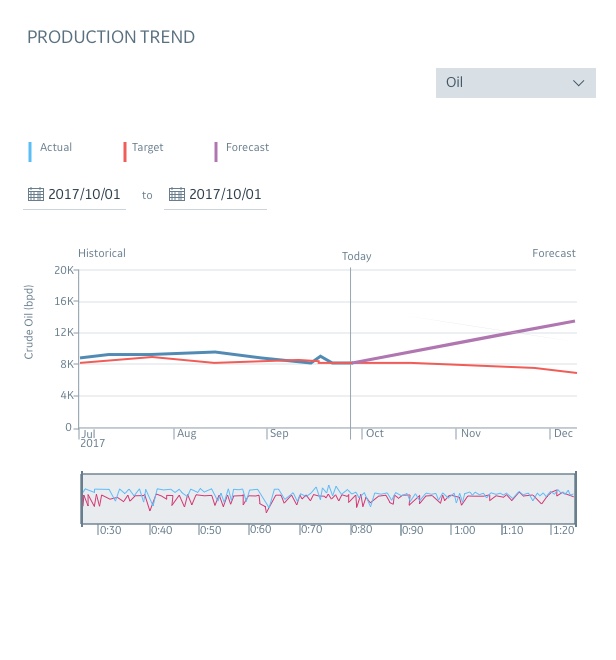 PRODUCTION TREND
Oil
Actual Target Forecast
2017/10/01 to 2017/10/01
Historical Today Forecast
Crude Oil (bpd)
20K
16K
12K
8K
4K
0
Jul Aug Sep Oct Nov Dec
2017
0:30 0:40 0:50 0:60 0:70 0:80 0:90 1:00 1:10 1:20